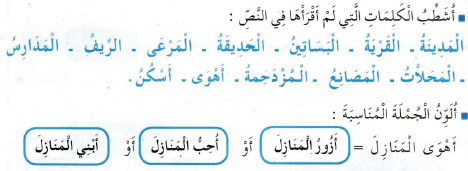 ▪ أُشَطِّبُ الْكَلِمَاتِ الَّتِي لَمْ أَقْرَأْهَا فِي النَّصِّ :
الْمَدِينَةُ - الْقَرْيَةُ - الْبَسَاتِينُ - الْحَدِيقَةُ - الْمَرْعَى - الرِّيفُ - الْمَدَارِسُ
- الْمَحَلَّاتُ - الْمَصَانِعُ - الْمُزْدَحِمَةُ - أَهْوَى - أَسْكُنُ.
▪ أُلَوِّنُ الْجُمْلَةَ الْمُنَاسِبَةَ :
أَهْوَى الْمَنَازِلَ = أَزُورُ الْمَنَازِلَ أَوْ أُحِبُّ الْمَنَازِلَ أَوْ أَبْنِي الْمَنَازِلَ